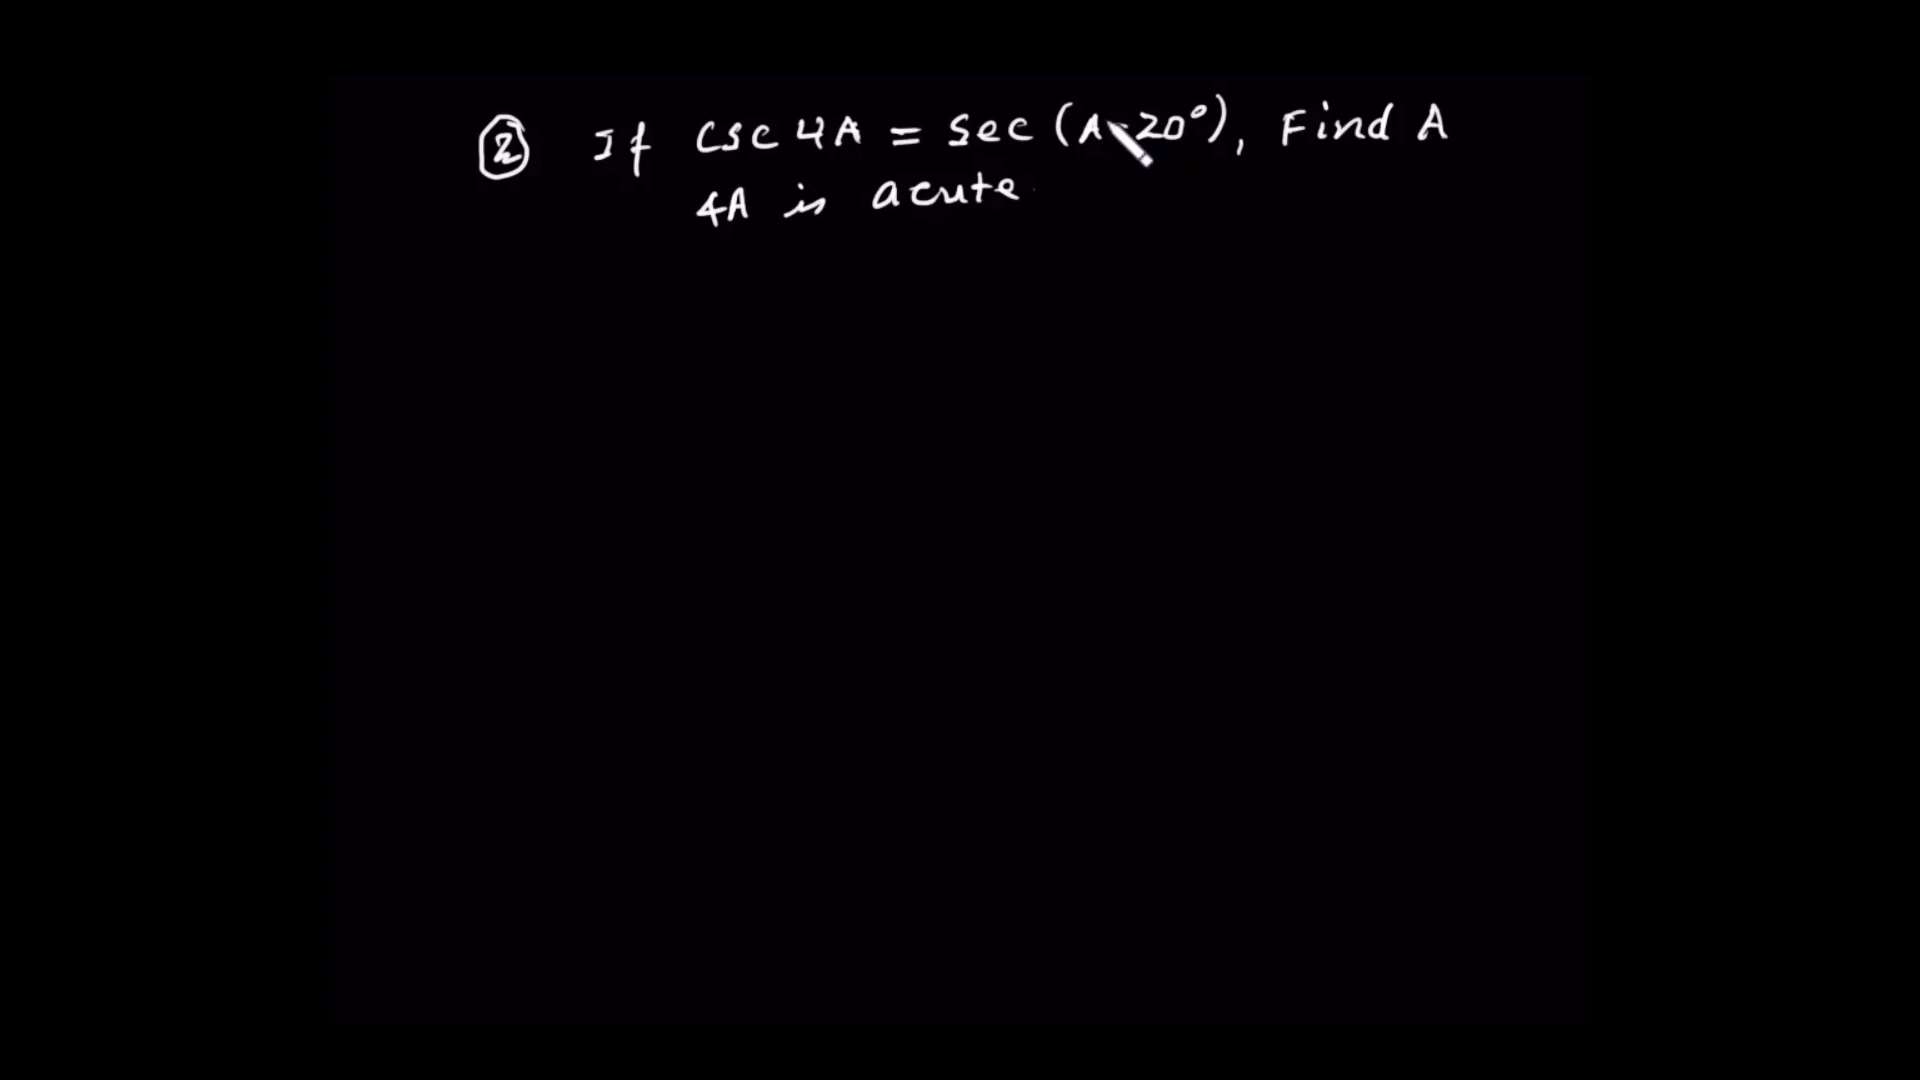 ② If csc 4A = sec (A-20°), Find A
4A is acute